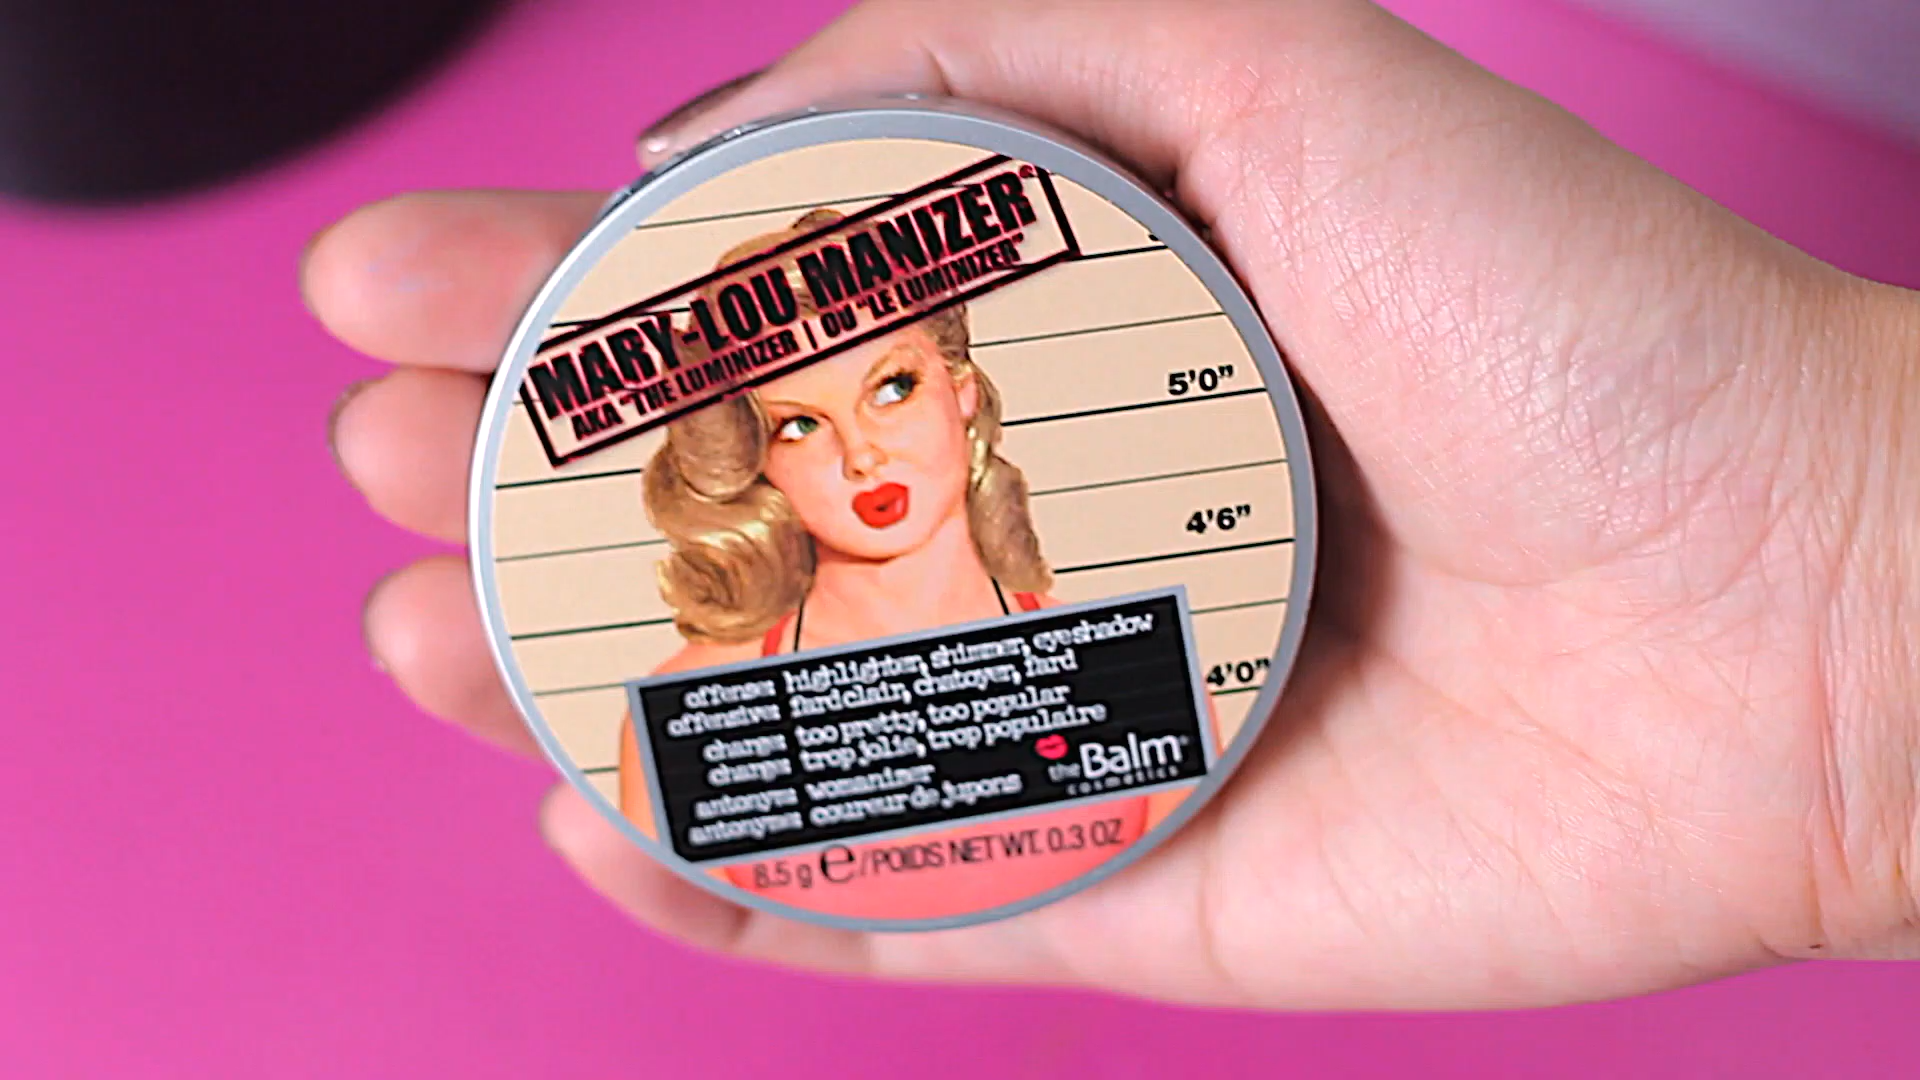 MARY-LOU MANIZER®
AKA "THE LUMINIZER | OU "LE LUMINIZER"
5'0"
4'6"
4'0"
offense: highlighter, shimmer, eyeshadow
offensive: fard clair, chatoyer, fard
charge: too pretty, too popular
charge: trop jolie, trop populaire
antonym: womanizer
antonyme: coureur de jupons
theBalm®
cosmetics
8.5 g e/POIDS NET WT. 0.3 OZ